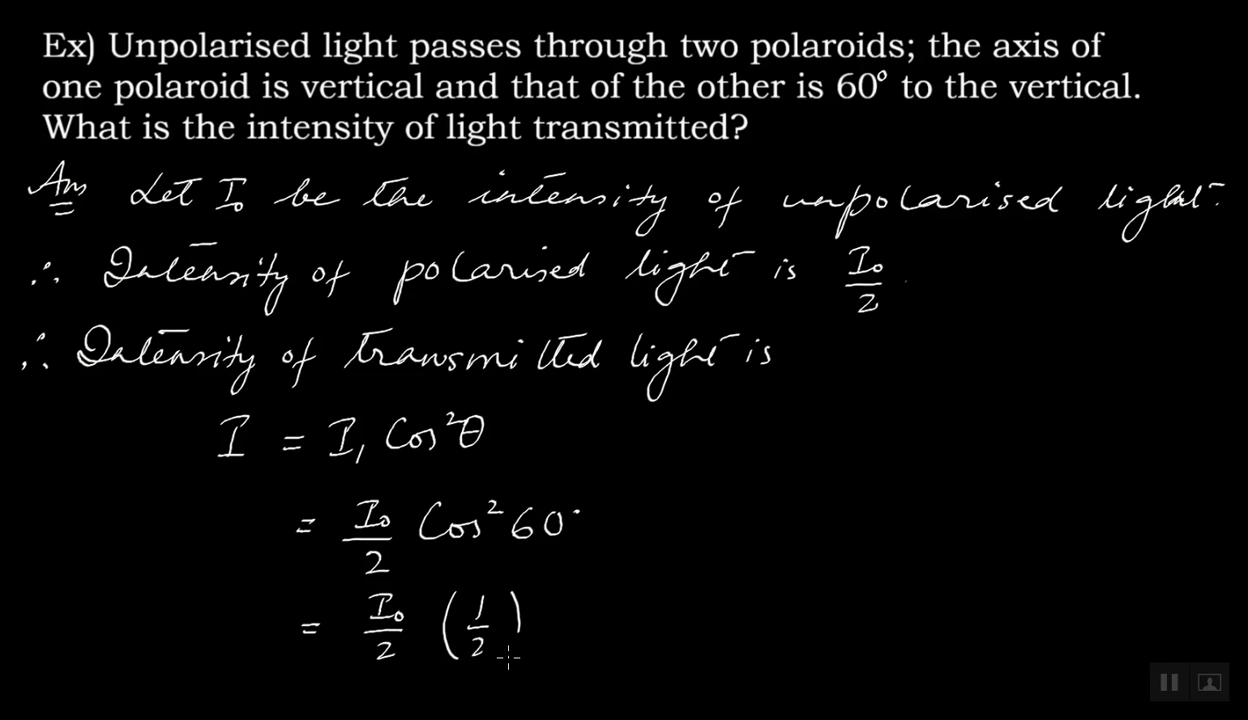 Ex) Unpolarised light passes through two polaroids; the axis of
one polaroid is vertical and that of the other is 60° to the vertical.
What is the intensity of light transmitted?
Ans Let I₀ be the intensity of unpolarised light.
∴ Intensity of polarised light is I₀/2
∴ Intensity of transmitted light is
I = I₁ Cos²θ
= I₀/2 Cos² 60°
= I₀/2 (1/2)